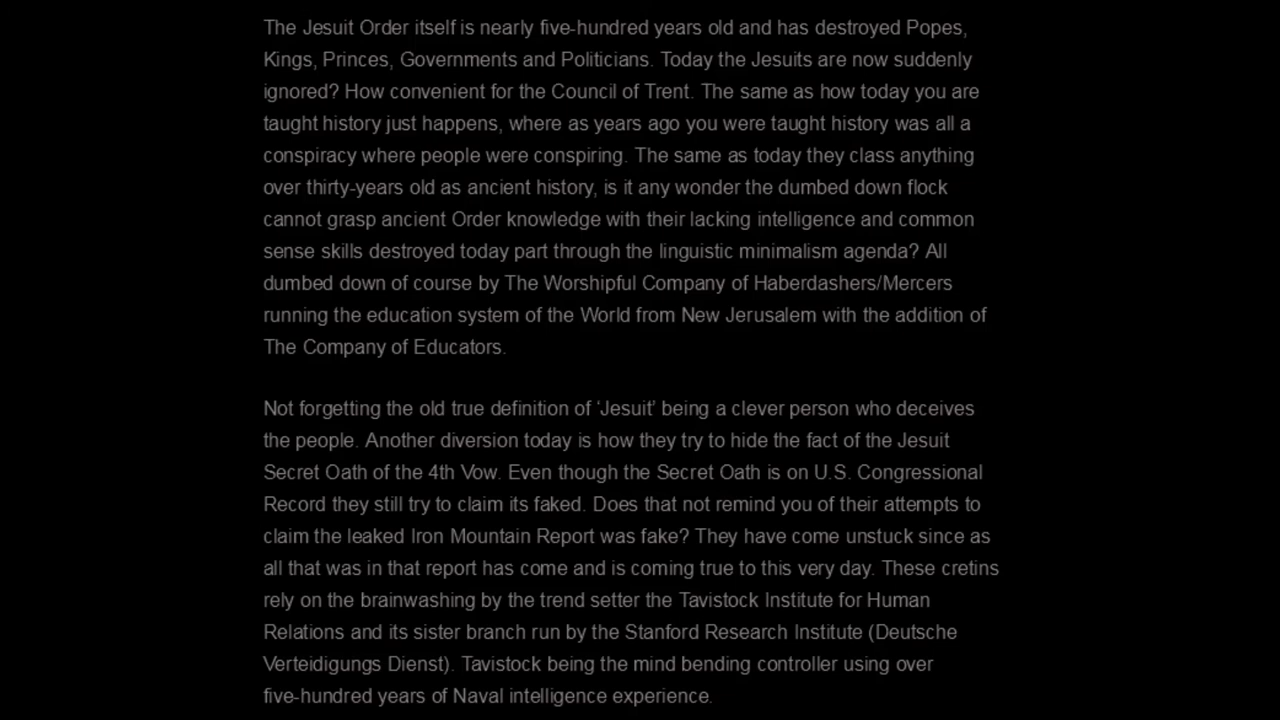 The Jesuit Order itself is nearly five-hundred years old and has destroyed Popes,
Kings, Princes, Governments and Politicians. Today the Jesuits are now suddenly
ignored? How convenient for the Council of Trent. The same as how today you are
taught history just happens, where as years ago you were taught history was all a
conspiracy where people were conspiring. The same as today they class anything
over thirty-years old as ancient history, is it any wonder the dumbed down flock
cannot grasp ancient Order knowledge with their lacking intelligence and common
sense skills destroyed today part through the linguistic minimalism agenda? All
dumbed down of course by The Worshipful Company of Haberdashers/Mercers
running the education system of the World from New Jerusalem with the addition of
The Company of Educators.
Not forgetting the old true definition of ‘Jesuit’ being a clever person who deceives
the people. Another diversion today is how they try to hide the fact of the Jesuit
Secret Oath of the 4th Vow. Even though the Secret Oath is on U.S. Congressional
Record they still try to claim its faked. Does that not remind you of their attempts to
claim the leaked Iron Mountain Report was fake? They have come unstuck since as
all that was in that report has come and is coming true to this very day. These cretins
rely on the brainwashing by the trend setter the Tavistock Institute for Human
Relations and its sister branch run by the Stanford Research Institute (Deutsche
Verteidigungs Dienst). Tavistock being the mind bending controller using over
five-hundred years of Naval intelligence experience.